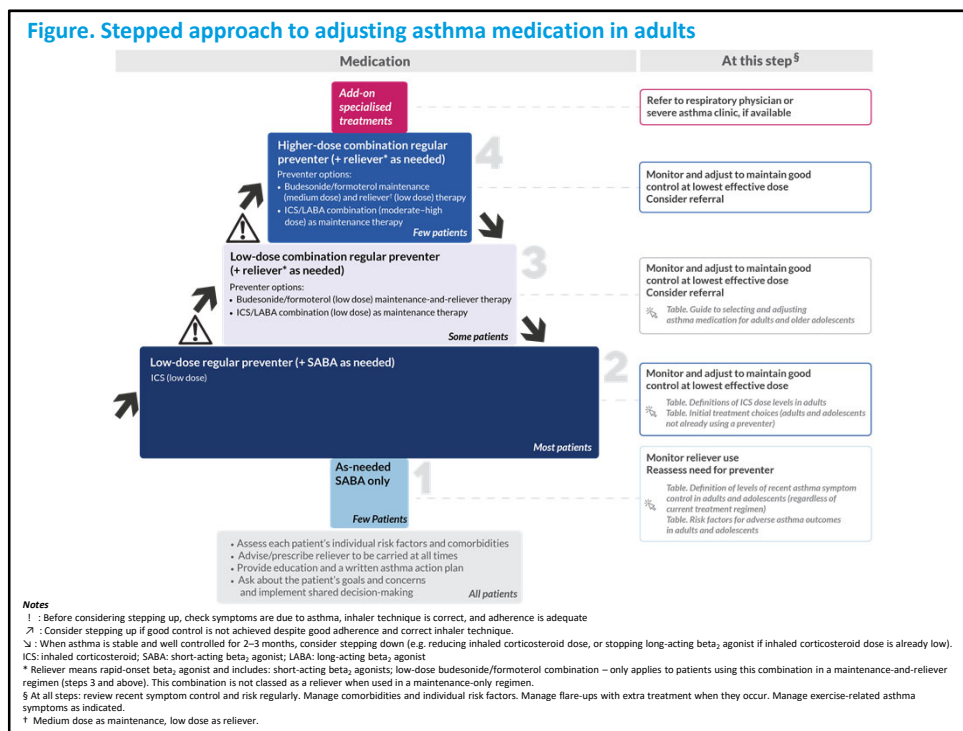 Figure. Stepped approach to adjusting asthma medication in adults
Medication
At this step§
Add-on
specialised
treatments
Refer to respiratory physician or
severe asthma clinic, if available
Higher-dose combination regular
preventer (+ reliever* as needed)
Preventer options:
• Budesonide/formoterol maintenance
(medium dose) and reliever† (low dose) therapy
• ICS/LABA combination (moderate–high
dose) as maintenance therapy
Few patients
4
Monitor and adjust to maintain good
control at lowest effective dose
Consider referral
!
Low-dose combination regular preventer
(+ reliever* as needed)
Preventer options:
• Budesonide/formoterol (low dose) maintenance-and-reliever therapy
• ICS/LABA combination (low dose) as maintenance therapy
Some patients
3
Monitor and adjust to maintain good
control at lowest effective dose
Consider referral
Table. Guide to selecting and adjusting
asthma medication for adults and older adolescents
!
Low-dose regular preventer (+ SABA as needed)
ICS (low dose)
Most patients
2
Monitor and adjust to maintain good
control at lowest effective dose
Table. Definitions of ICS dose levels in adults
Table. Initial treatment choices (adults and adolescents
not already using a preventer)
As-needed
SABA only
Few Patients
1
Monitor reliever use
Reassess need for preventer
Table. Definition of levels of recent asthma symptom
control in adults and adolescents (regardless of
current treatment regimen)
Table. Risk factors for adverse asthma outcomes
in adults and adolescents
• Assess each patient's individual risk factors and comorbidities
• Advise/prescribe reliever to be carried at all times
• Provide education and a written asthma action plan
• Ask about the patient's goals and concerns
and implement shared decision-making
All patients
Notes
! : Before considering stepping up, check symptoms are due to asthma, inhaler technique is correct, and adherence is adequate
↗ : Consider stepping up if good control is not achieved despite good adherence and correct inhaler technique.
↘ : When asthma is stable and well controlled for 2–3 months, consider stepping down (e.g. reducing inhaled corticosteroid dose, or stopping long-acting beta₂ agonist if inhaled corticosteroid dose is already low).
ICS: inhaled corticosteroid; SABA: short-acting beta₂ agonist; LABA: long-acting beta₂ agonist
* Reliever means rapid-onset beta₂ agonist and includes: short-acting beta₂ agonists; low-dose budesonide/formoterol combination – only applies to patients using this combination in a maintenance-and-reliever
regimen (steps 3 and above). This combination is not classed as a reliever when used in a maintenance-only regimen.
§ At all steps: review recent symptom control and risk regularly. Manage comorbidities and individual risk factors. Manage flare-ups with extra treatment when they occur. Manage exercise-related asthma
symptoms as indicated.
† Medium dose as maintenance, low dose as reliever.